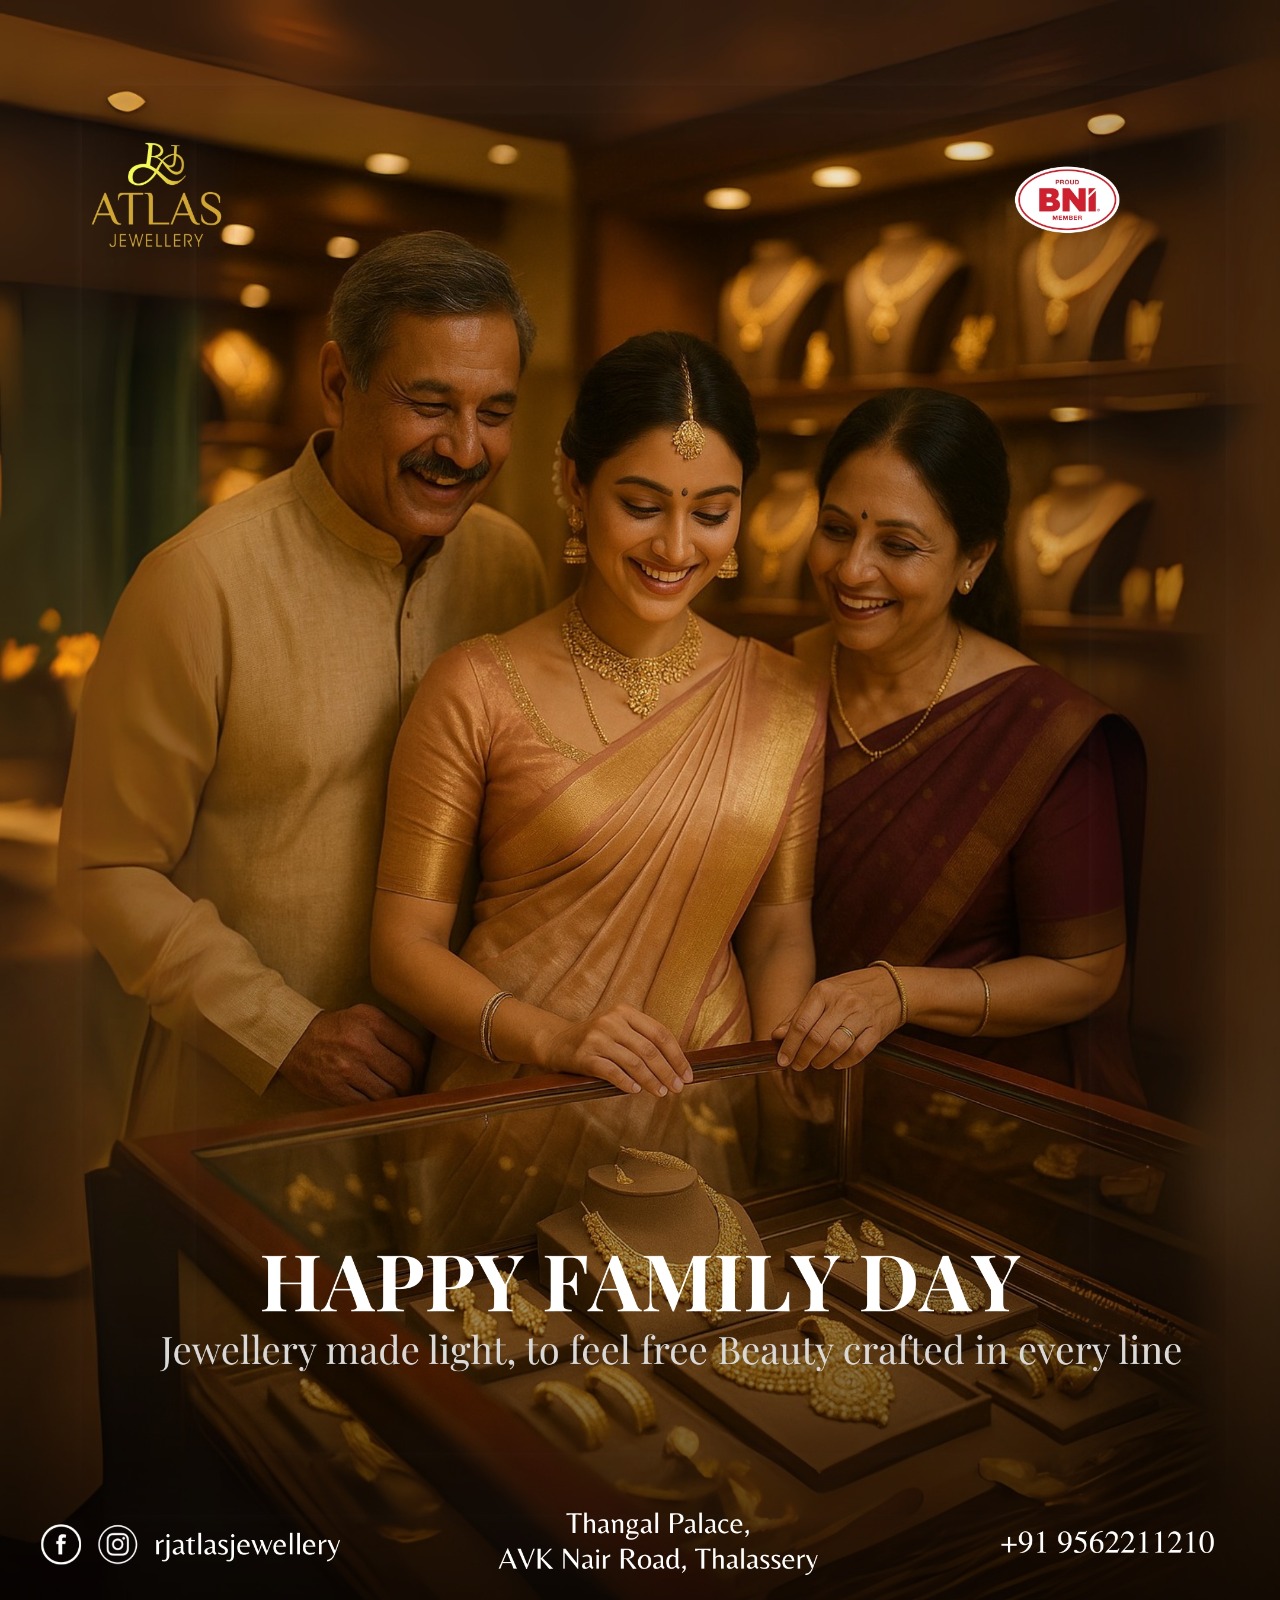 RJ
ATLAS
JEWELLERY
PROUD
BNI
MEMBER
HAPPY FAMILY DAY
Jewellery made light, to feel free Beauty crafted in every line
rjatlasjewellery
Thangal Palace,
AVK Nair Road, Thalassery
+91 9562211210